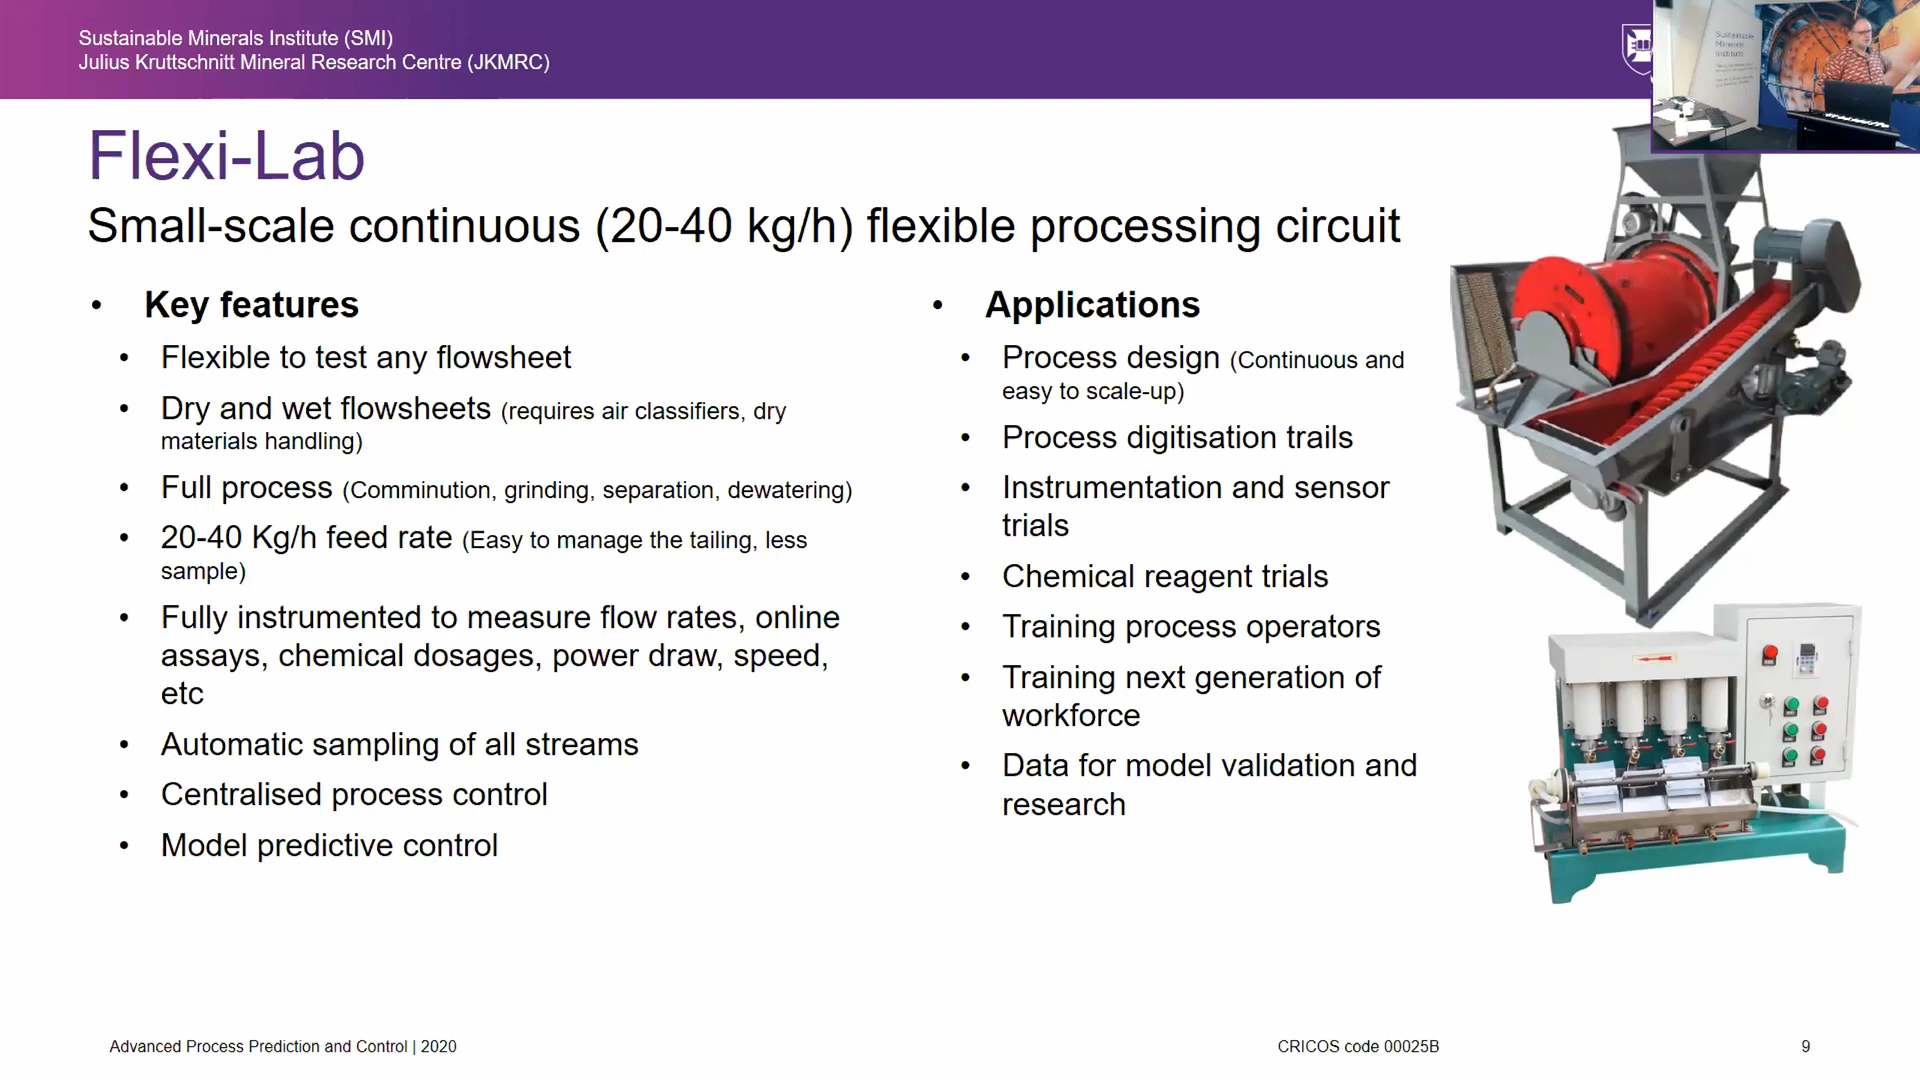 Sustainable Minerals Institute (SMI)
Julius Kruttschnitt Mineral Research Centre (JKMRC)
Sustainable
Minerals
Institute
Flexi-Lab
Small-scale continuous (20-40 kg/h) flexible processing circuit
• Key features
• Flexible to test any flowsheet
• Dry and wet flowsheets (requires air classifiers, dry
materials handling)
• Full process (Comminution, grinding, separation, dewatering)
• 20-40 Kg/h feed rate (Easy to manage the tailing, less
sample)
• Fully instrumented to measure flow rates, online
assays, chemical dosages, power draw, speed,
etc
• Automatic sampling of all streams
• Centralised process control
• Model predictive control
• Applications
• Process design (Continuous and
easy to scale-up)
• Process digitisation trails
• Instrumentation and sensor
trials
• Chemical reagent trials
• Training process operators
• Training next generation of
workforce
• Data for model validation and
research
Advanced Process Prediction and Control | 2020
CRICOS code 00025B
9